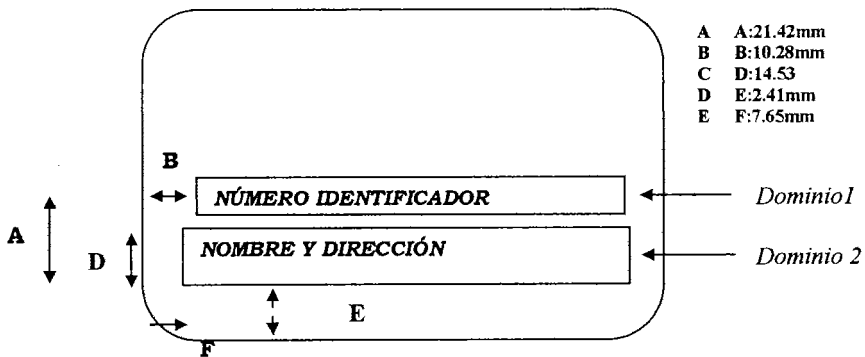 A A:21.42mm
B B:10.28mm
C D:14.53
D E:2.41mm
E F:7.65mm
B
NÚMERO IDENTIFICADOR
Dominio1
A
NOMBRE Y DIRECCIÓN
D
Dominio 2
E
F